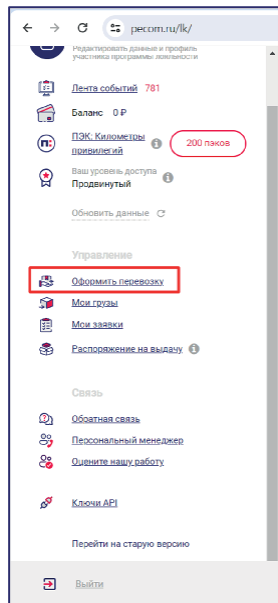 pecom.ru/lk/
Редактировать данные и профиль
участника программы лояльности
Лента событий 781
Баланс 0 ₽
ПЭК: Километры
привилегий
200 пэков
Ваш уровень доступа
Продвинутый
Обновить данные
Управление
Оформить перевозку
Мои грузы
Мои заявки
Распоряжение на выдачу
Связь
Обратная связь
Персональный менеджер
Оцените нашу работу
Ключи API
Перейти на старую версию
Выйти